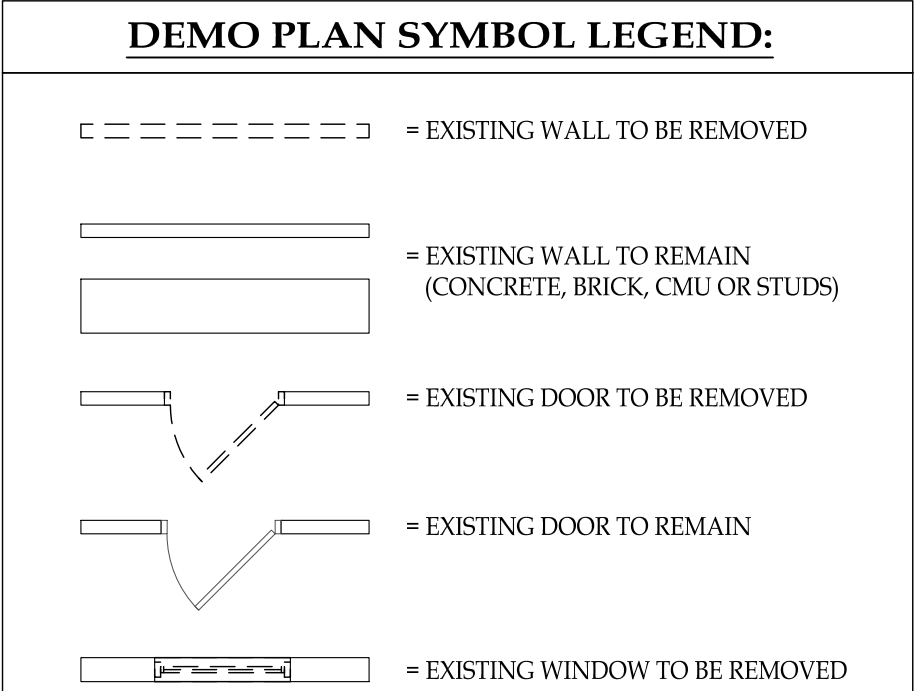 DEMO PLAN SYMBOL LEGEND:
= EXISTING WALL TO BE REMOVED
= EXISTING WALL TO REMAIN
(CONCRETE, BRICK, CMU OR STUDS)
= EXISTING DOOR TO BE REMOVED
= EXISTING DOOR TO REMAIN
= EXISTING WINDOW TO BE REMOVED